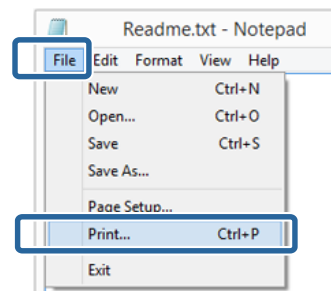 Readme.txt - Notepad
File Edit Format View Help
New Ctrl+N
Open... Ctrl+O
Save Ctrl+S
Save As...
Page Setup...
Print... Ctrl+P
Exit